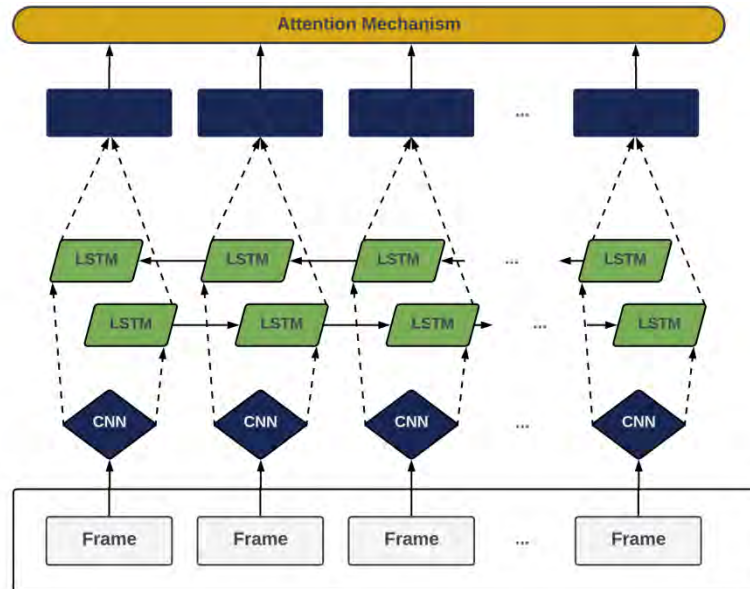 Attention Mechanism
...
LSTM LSTM LSTM ... LSTM
LSTM LSTM LSTM ... LSTM
CNN CNN CNN ... CNN
Frame Frame Frame ... Frame